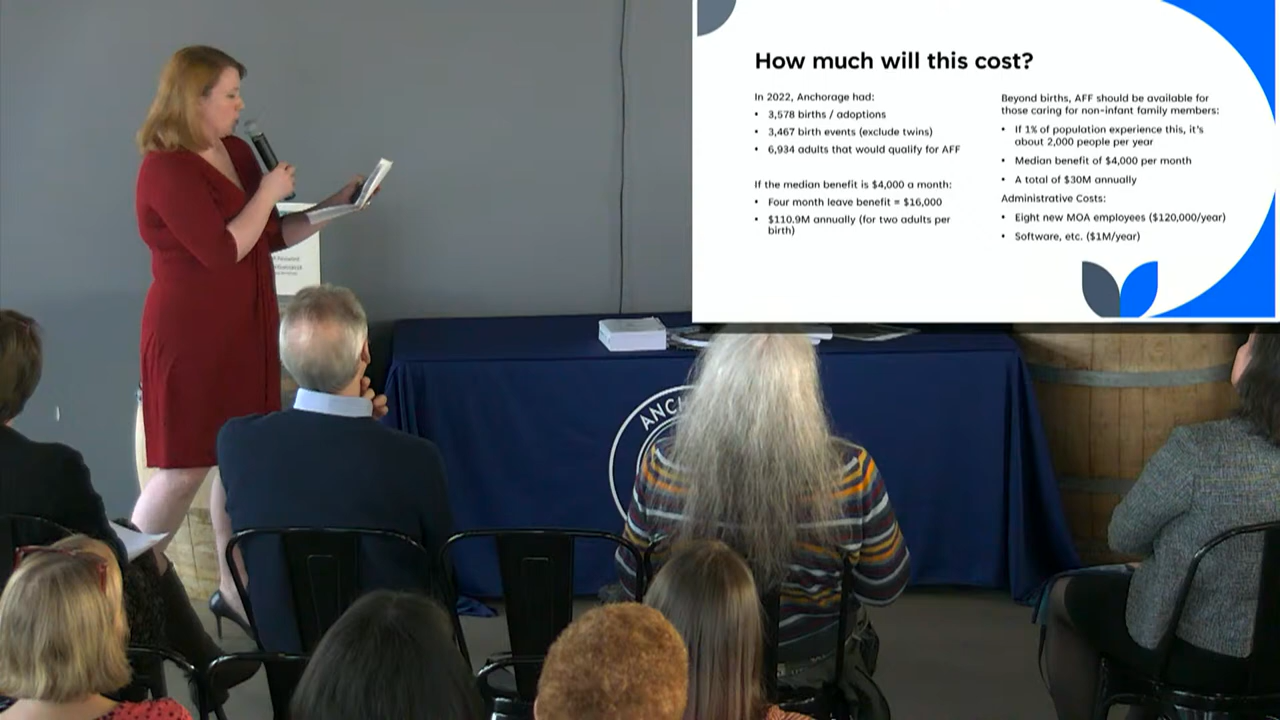 How much will this cost?
In 2022, Anchorage had:
• 3,578 births / adoptions
• 3,467 birth events (exclude twins)
• 6,934 adults that would qualify for AFF
If the median benefit is $4,000 a month:
• Four month leave benefit = $16,000
• $110.9M annually (for two adults per
birth)
Beyond births, AFF should be available for
those caring for non-infant family members:
• If 1% of population experience this, it's
about 2,000 people per year
• Median benefit of $4,000 per month
• A total of $30M annually
Administrative Costs:
• Eight new MOA employees ($120,000/year)
• Software, etc. ($1M/year)
ANCH